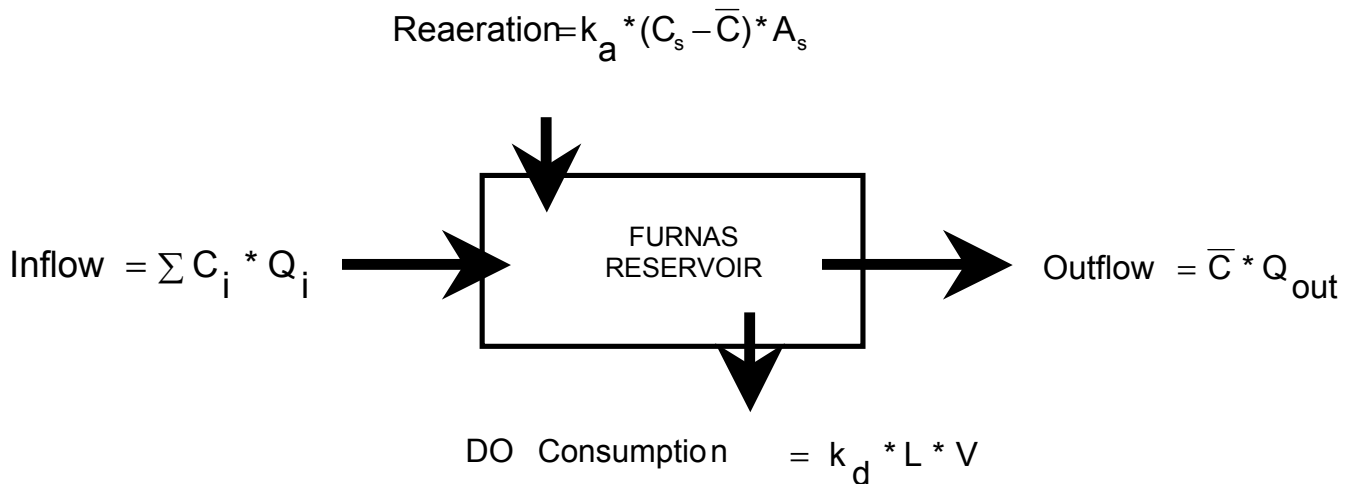 Reaeration=k_a*(C_s−C̅)*A_s
FURNAS
RESERVOIR
Inflow = ∑ C_i * Q_i
Outflow = C̅ * Q_out
DO Consumption = k_d * L * V